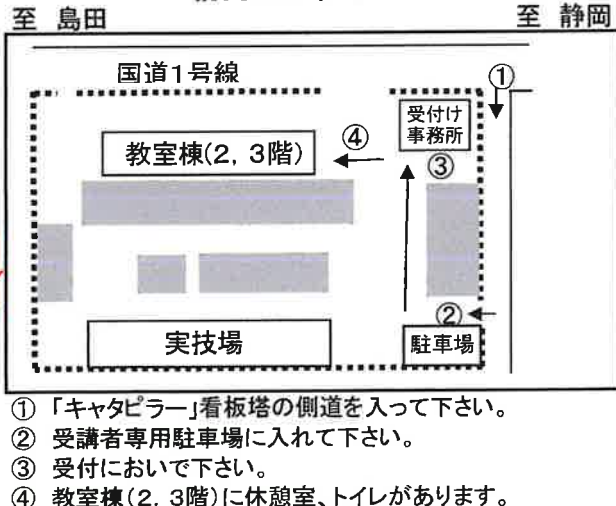 至 島田
至 静岡
国道1号線
①
受付け
事務所
④
教室棟(2, 3階)
③
②
実技場
駐車場
① 「キャタピラー」看板塔の側道を入って下さい。
② 受講者専用駐車場に入れて下さい。
③ 受付においで下さい。
④ 教室棟(2, 3階)に休憩室、トイレがあります。